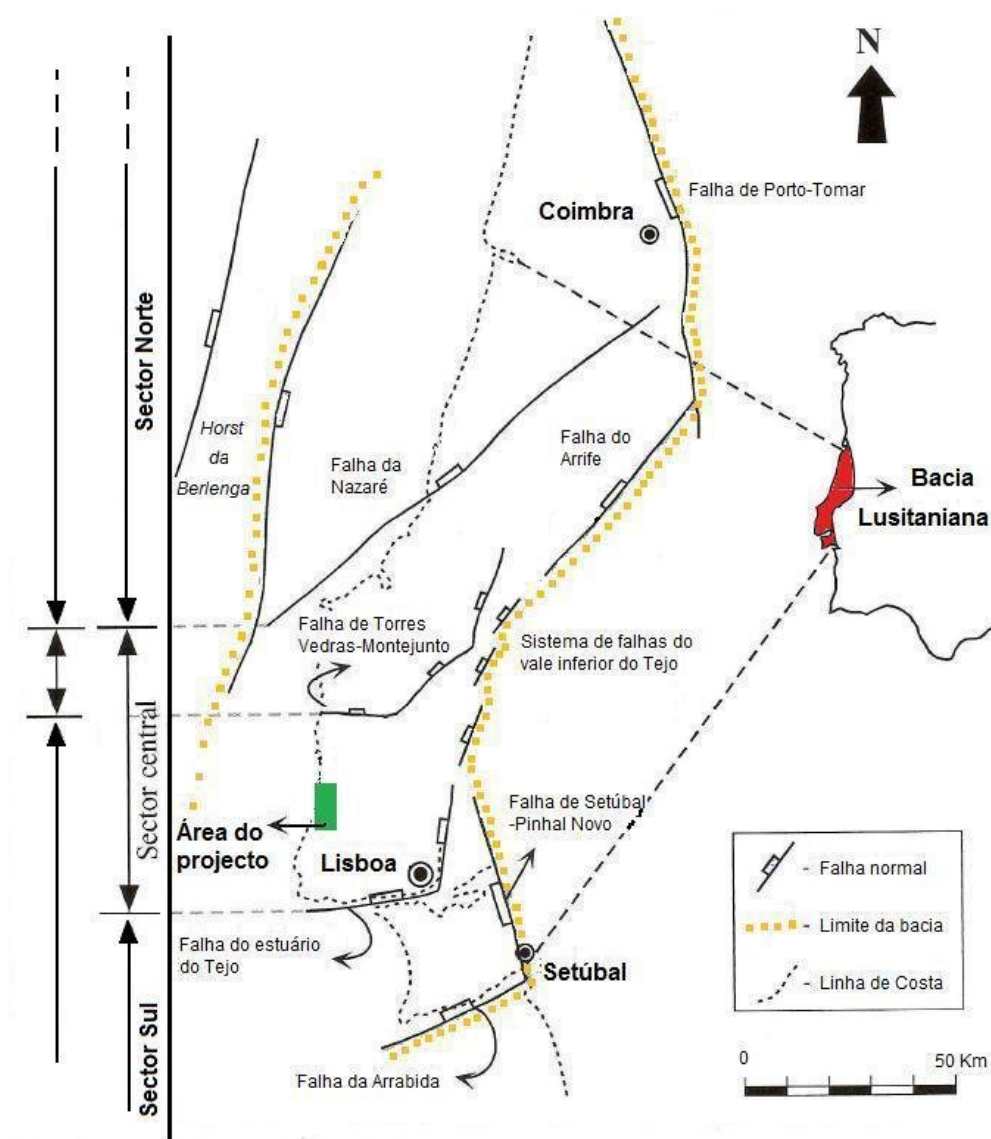 N
Falha de Porto-Tomar
Coimbra
Sector Norte
Horst
da
Berlenga
Falha da
Nazaré
Falha do
Arrife
Bacia
Lusitaniana
Falha de Torres
Vedras-Montejunto
Sistema de falhas do
vale inferior do Tejo
Sector central
Área do
projecto
Lisboa
Falha de Setúbal
-Pinhal Novo
Falha do estuário
do Tejo
Setúbal
Sector Sul
Falha da Arrabida
- Falha normal
- Limite da bacia
- Linha de Costa
0 50 Km